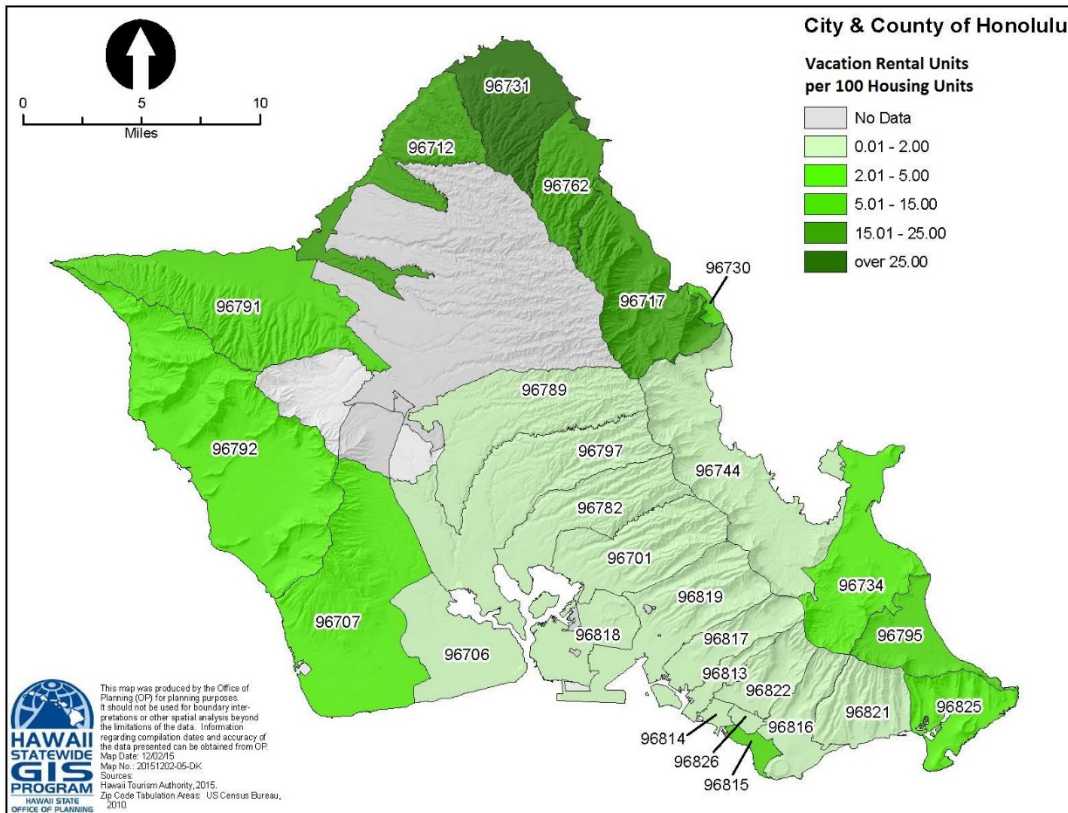 City & County of Honolulu
Vacation Rental Units
per 100 Housing Units
No Data
0.01 - 2.00
2.01 - 5.00
5.01 - 15.00
15.01 - 25.00
over 25.00
0
5
10
Miles
96731
96712
96762
96730
96717
96791
96789
96792
96797
96744
96782
96701
96734
96819
96707
96818
96795
96817
96706
96813
96822
96821
96825
96816
96814
96826
96815
HAWAII
STATEWIDE
GIS
PROGRAM
HAWAII STATE
OFFICE OF PLANNING
This map was produced by the Office of
Planning (OP) for planning purposes.
It should not be used for boundary inter-
pretations or other spatial analysis beyond
the limitations of the data. Information
regarding compilation dates and accuracy of
the data presented can be obtained from OP.
Map Date: 12/02/15
Map No.: 20151202-05-DK
Sources:
Hawaii Tourism Authority, 2015.
Zip Code Tabulation Areas: US Census Bureau,
2010